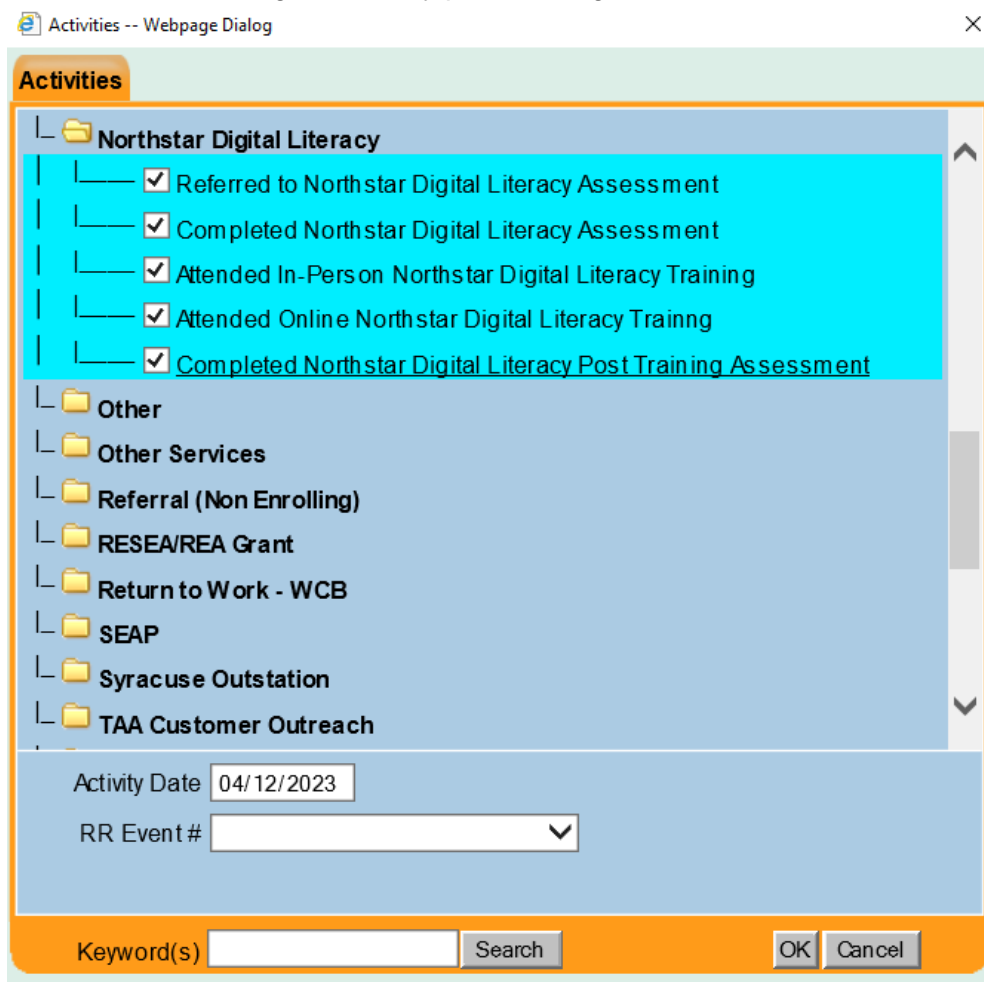 Activities -- Webpage Dialog
Activities
Northstar Digital Literacy
Referred to Northstar Digital Literacy Assessment
Completed Northstar Digital Literacy Assessment
Attended In-Person Northstar Digital Literacy Training
Attended Online Northstar Digital Literacy Trainng
Completed Northstar Digital Literacy Post Training Assessment
Other
Other Services
Referral (Non Enrolling)
RESEA/REA Grant
Return to Work - WCB
SEAP
Syracuse Outstation
TAA Customer Outreach
Activity Date 04/12/2023
RR Event #
Keyword(s) Search OK Cancel